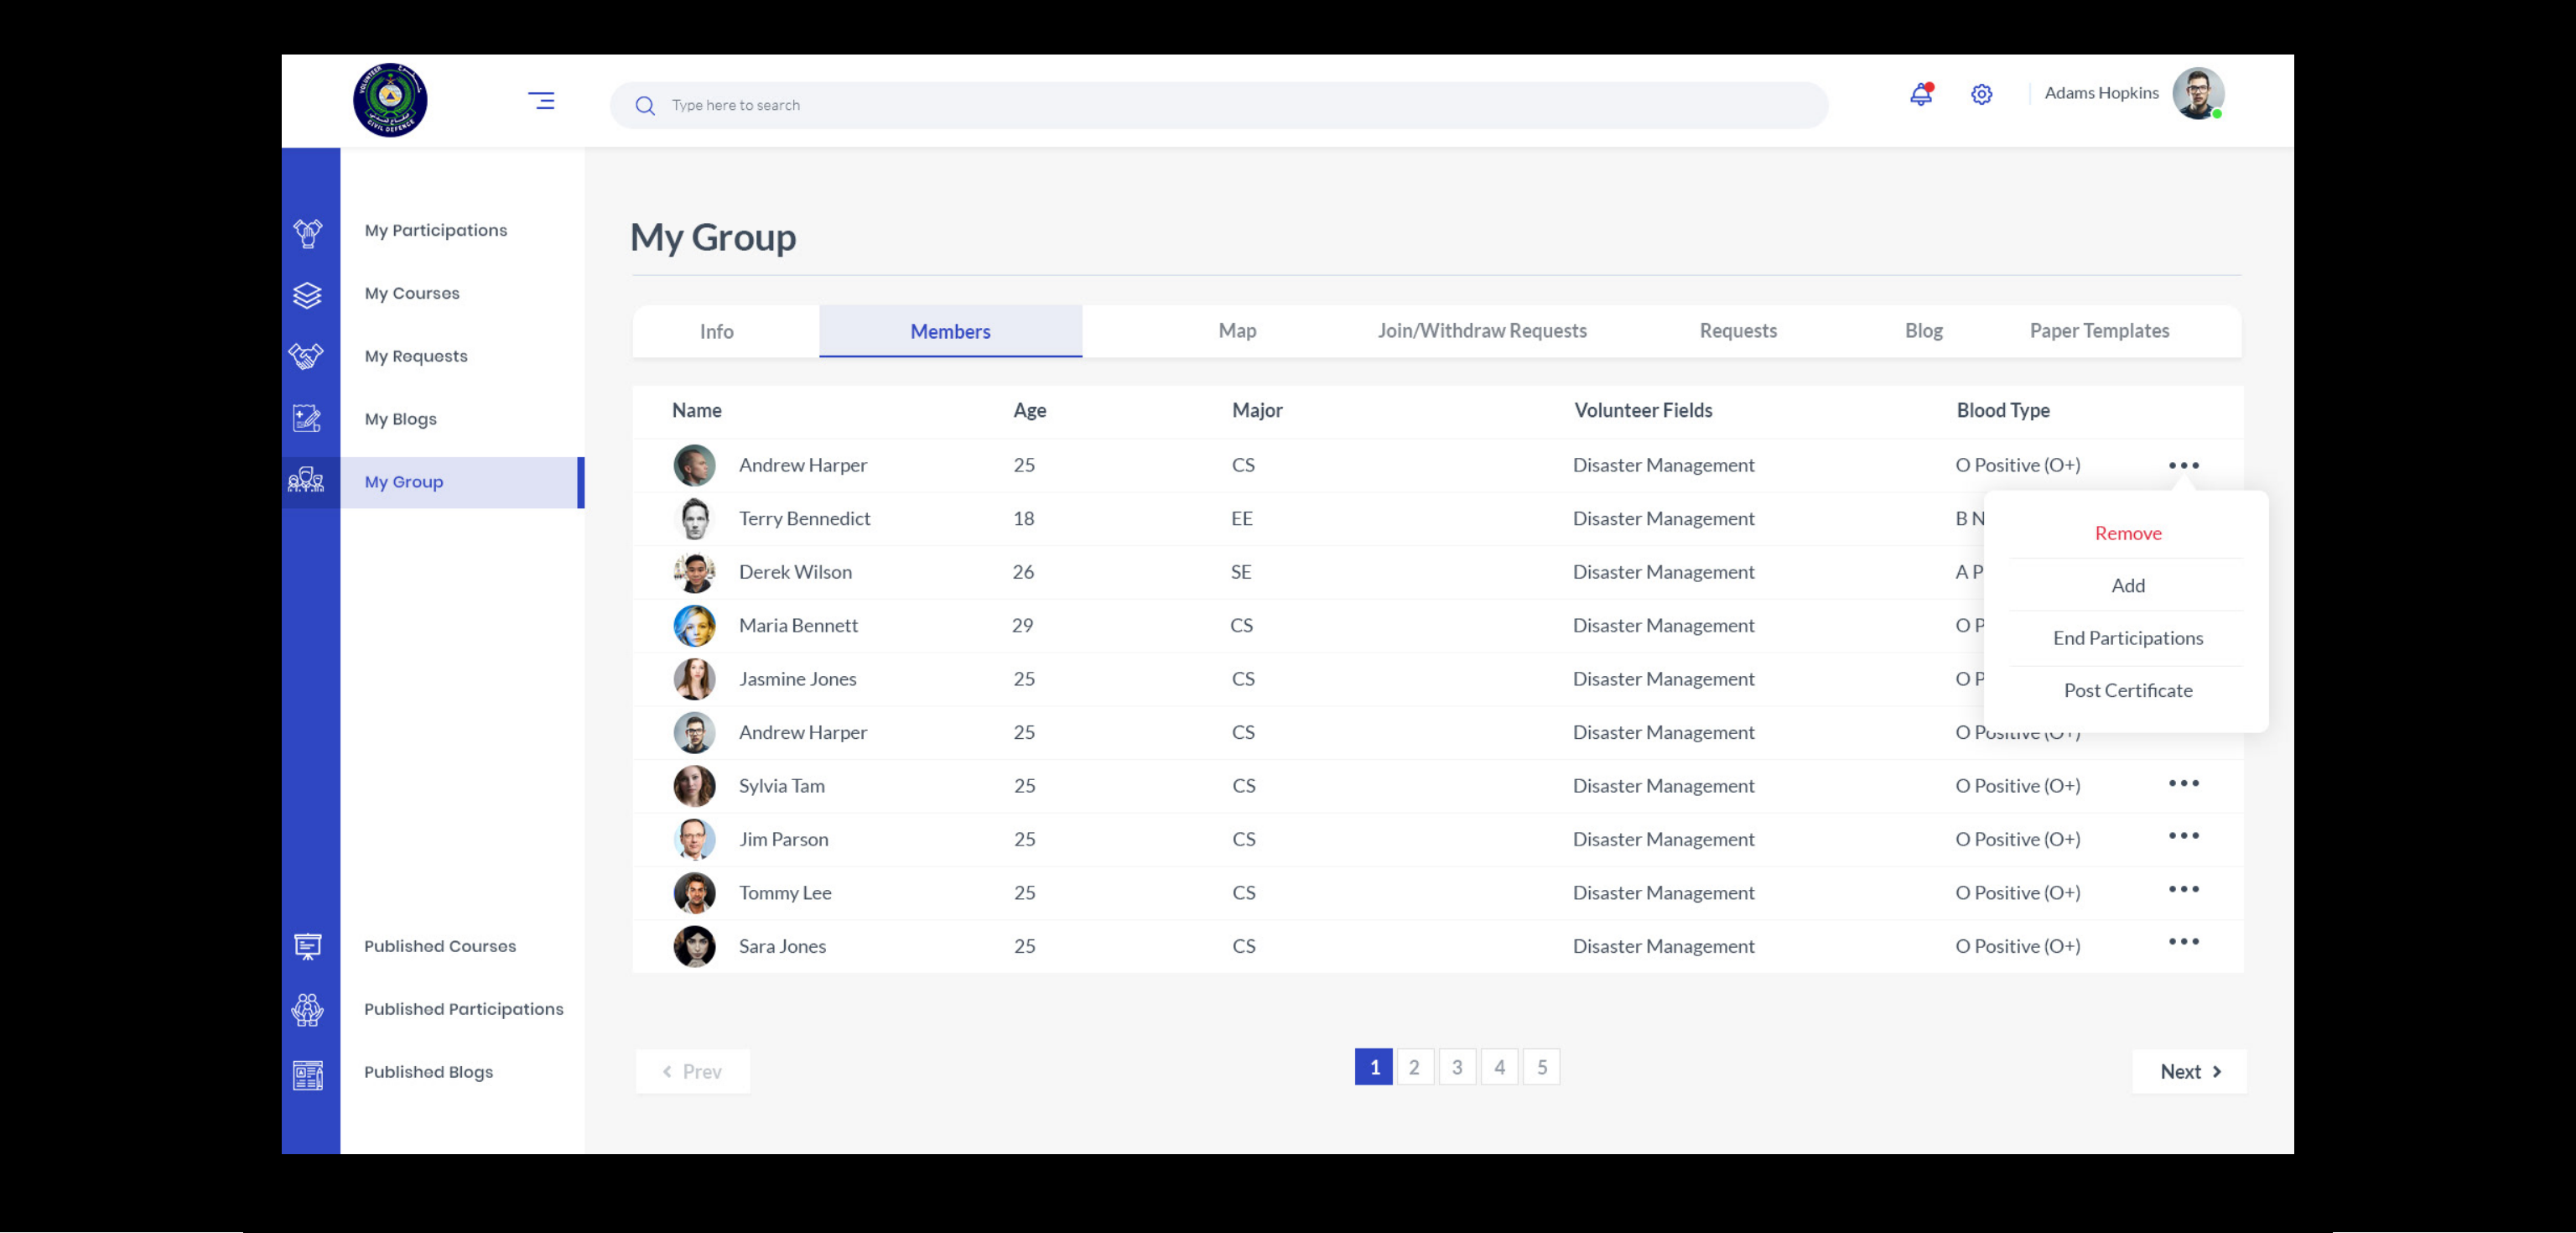 VOLUNTEER
CIVIL DEFENCE
Type here to search
Adams Hopkins
My Participations
My Courses
My Requests
My Blogs
My Group
Published Courses
Published Participations
Published Blogs
My Group
Info Members Map Join/Withdraw Requests Requests Blog Paper Templates
Name Age Major Volunteer Fields Blood Type
Andrew Harper 25 CS Disaster Management O Positive (O+)
Terry Bennedict 18 EE Disaster Management B N
Derek Wilson 26 SE Disaster Management A P
Maria Bennett 29 CS Disaster Management O P
Jasmine Jones 25 CS Disaster Management O P
Andrew Harper 25 CS Disaster Management O Positive (O+)
Sylvia Tam 25 CS Disaster Management O Positive (O+)
Jim Parson 25 CS Disaster Management O Positive (O+)
Tommy Lee 25 CS Disaster Management O Positive (O+)
Sara Jones 25 CS Disaster Management O Positive (O+)
Remove
Add
End Participations
Post Certificate
Prev 1 2 3 4 5 Next